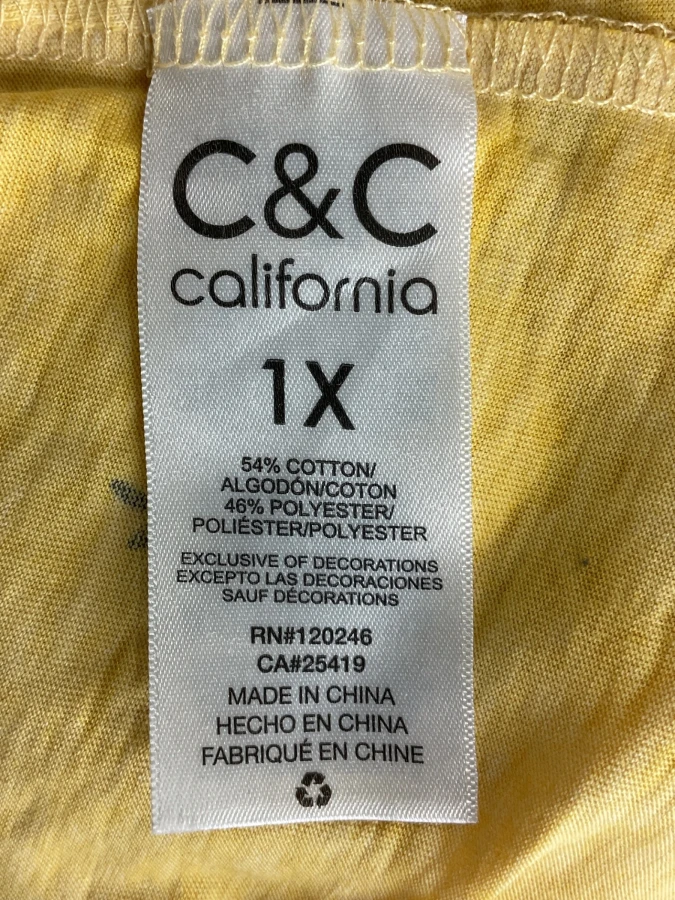 C&C
california
1X
54% COTTON/
ALGODÓN/COTON
46% POLYESTER/
POLIÉSTER/POLYESTER
EXCLUSIVE OF DECORATIONS
EXCEPTO LAS DECORACIONES
SAUF DÉCORATIONS
RN#120246
CA#25419
MADE IN CHINA
HECHO EN CHINA
FABRIQUÉ EN CHINE